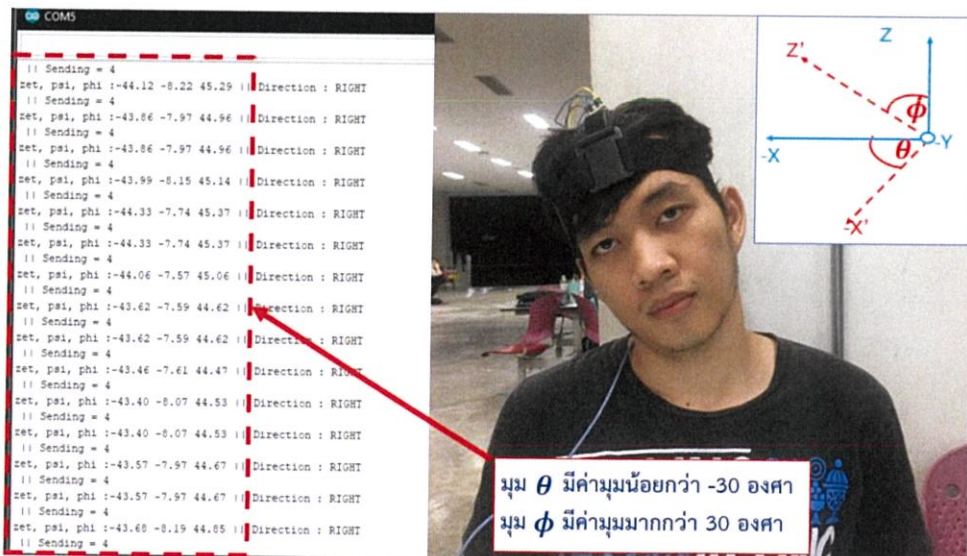 COM5
|| Sending = 4
zet, psi, phi :-44.12 -8.22 45.29 || Direction : RIGHT
|| Sending = 4
zet, psi, phi :-43.86 -7.97 44.96 || Direction : RIGHT
|| Sending = 4
zet, psi, phi :-43.86 -7.97 44.96 || Direction : RIGHT
|| Sending = 4
zet, psi, phi :-43.99 -8.15 45.14 || Direction : RIGHT
|| Sending = 4
zet, psi, phi :-44.33 -7.74 45.37 || Direction : RIGHT
|| Sending = 4
zet, psi, phi :-44.33 -7.74 45.37 || Direction : RIGHT
|| Sending = 4
zet, psi, phi :-44.06 -7.57 45.06 || Direction : RIGHT
|| Sending = 4
zet, psi, phi :-43.62 -7.59 44.62 || Direction : RIGHT
|| Sending = 4
zet, psi, phi :-43.62 -7.59 44.62 || Direction : RIGHT
|| Sending = 4
zet, psi, phi :-43.46 -7.61 44.47 || Direction : RIGHT
|| Sending = 4
zet, psi, phi :-43.40 -8.07 44.53 || Direction : RIGHT
|| Sending = 4
zet, psi, phi :-43.40 -8.07 44.53 || Direction : RIGHT
|| Sending = 4
zet, psi, phi :-43.57 -7.97 44.67 || Direction : RIGHT
|| Sending = 4
zet, psi, phi :-43.57 -7.97 44.67 || Direction : RIGHT
|| Sending = 4
zet, psi, phi :-43.68 -8.19 44.85 || Direction : RIGHT
|| Sending = 4
Z
Z'
ϕ
-X
θ
-Y
-X'
มุม θ มีค่ามุมน้อยกว่า -30 องศา
มุม ϕ มีค่ามุมมากกว่า 30 องศา